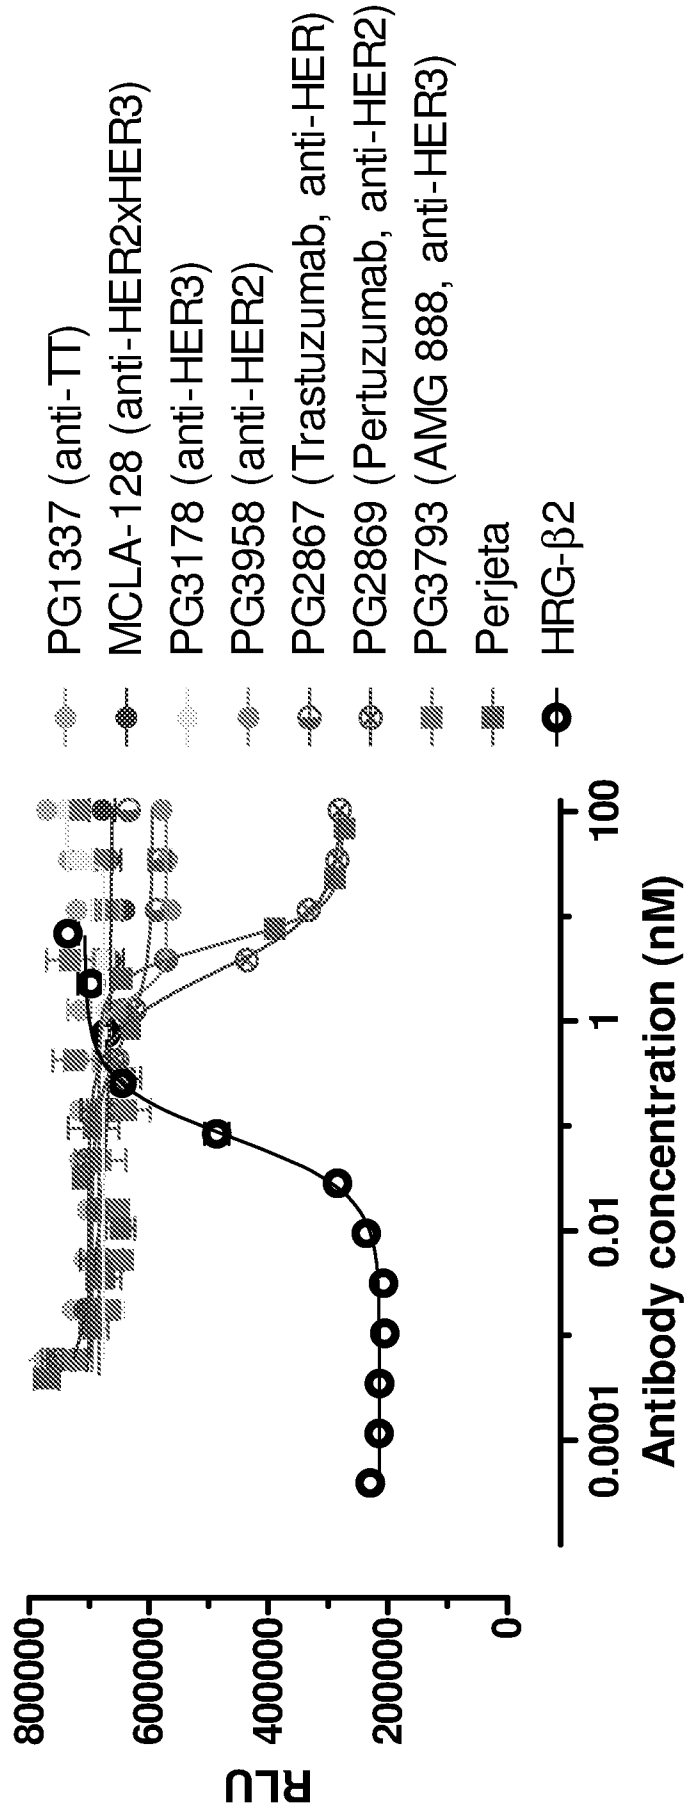 RLU
800000
600000
400000
200000
0
0.0001
0.01
1
100
Antibody concentration (nM)
PG1337 (anti-TT)
MCLA-128 (anti-HER2xHER3)
PG3178 (anti-HER3)
PG3958 (anti-HER2)
PG2867 (Trastuzumab, anti-HER)
PG2869 (Pertuzumab, anti-HER2)
PG3793 (AMG 888, anti-HER3)
Perjeta
HRG-β2